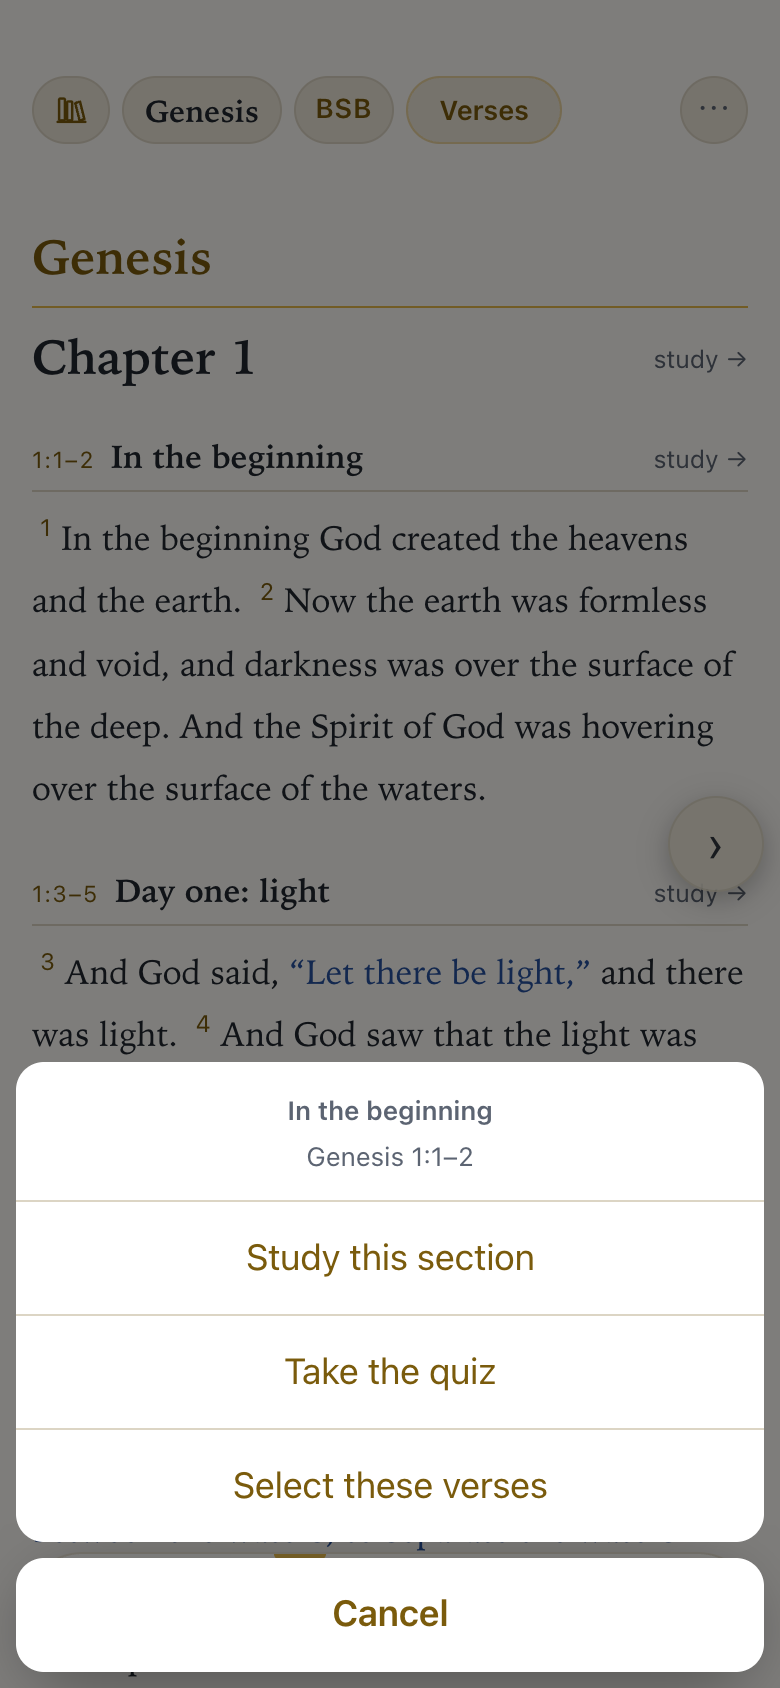 Genesis BSB Verses ...
Genesis
Chapter 1 study →
1:1–2 In the beginning study →
1 In the beginning God created the heavens
and the earth. 2 Now the earth was formless
and void, and darkness was over the surface of
the deep. And the Spirit of God was hovering
over the surface of the waters.
›
1:3–5 Day one: light study →
3 And God said, “Let there be light,” and there
was light. 4 And God saw that the light was
In the beginning
Genesis 1:1–2
Study this section
Take the quiz
Select these verses
Cancel